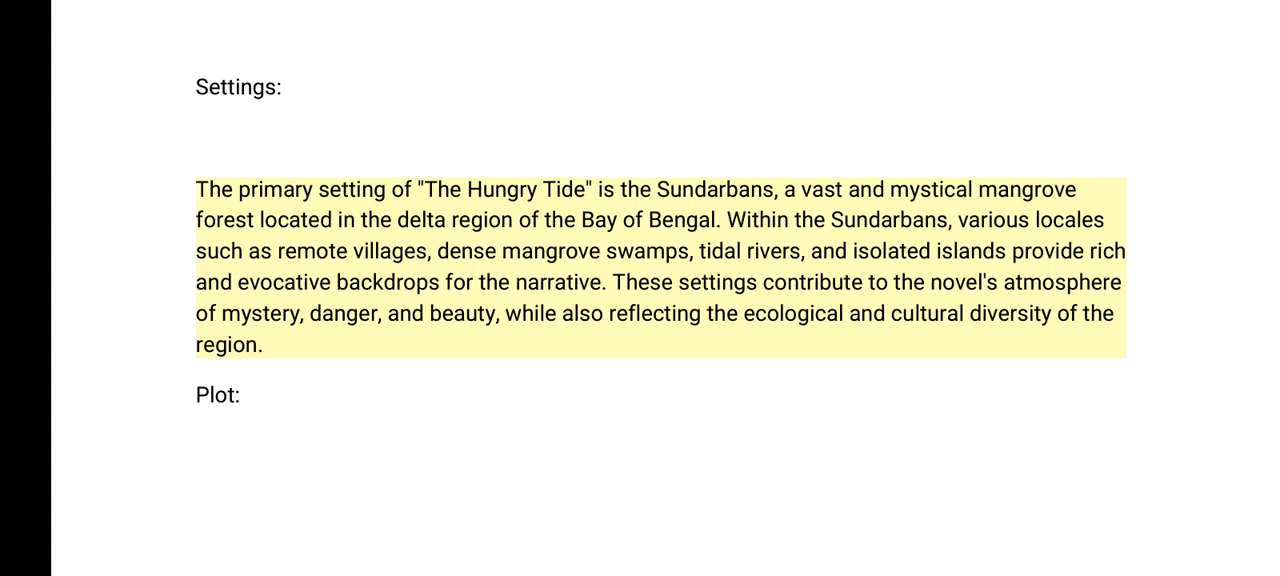 Settings:
The primary setting of "The Hungry Tide" is the Sundarbans, a vast and mystical mangrove
forest located in the delta region of the Bay of Bengal. Within the Sundarbans, various locales
such as remote villages, dense mangrove swamps, tidal rivers, and isolated islands provide rich
and evocative backdrops for the narrative. These settings contribute to the novel's atmosphere
of mystery, danger, and beauty, while also reflecting the ecological and cultural diversity of the
region.
Plot: